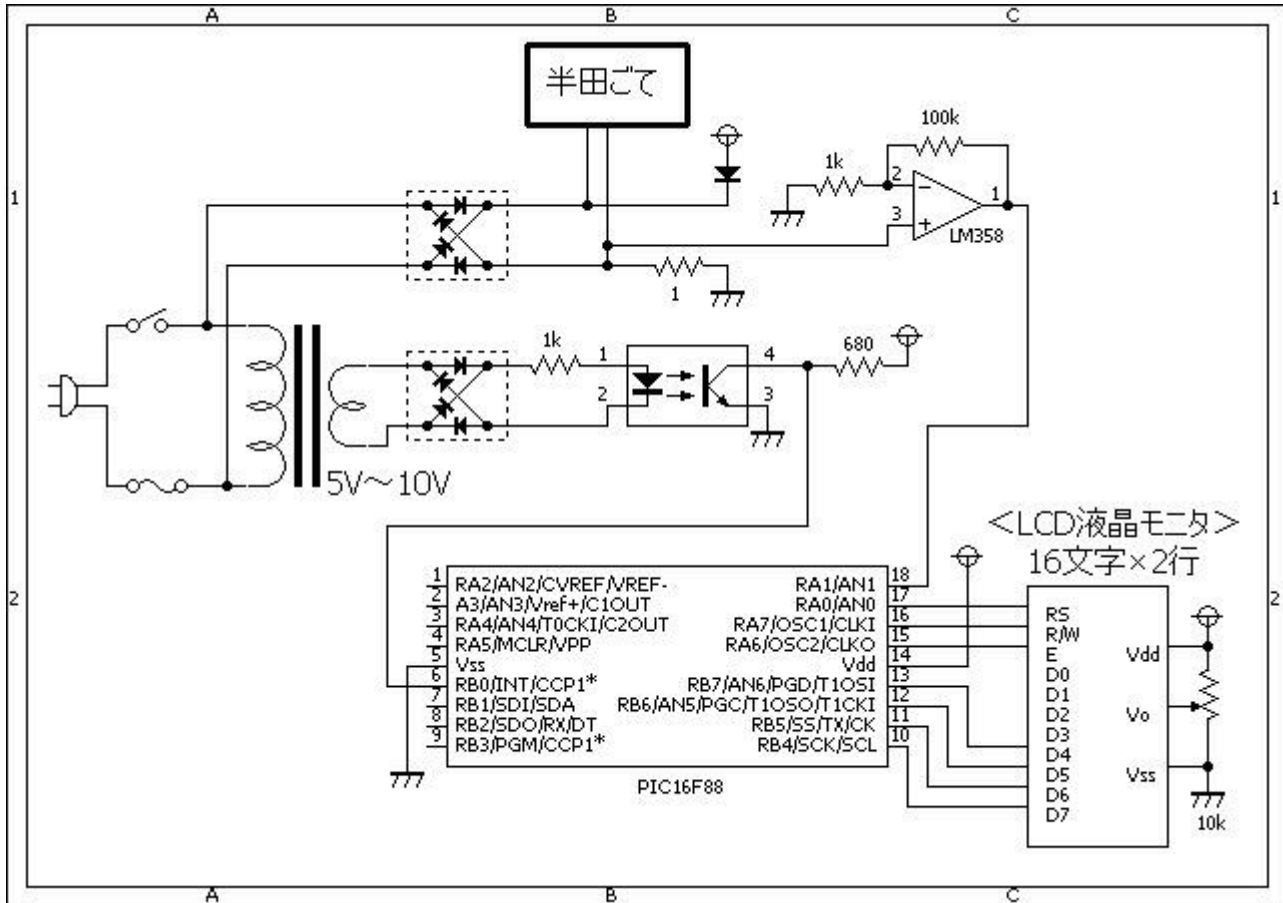 A
B
C
半田ごて
100k
1k
2
3
1
LM358
1
1
1
1k
1
2
4
3
680
5V～10V
＜LCD液晶モニタ＞
16文字×2行
2
2
1 RA2/AN2/CVREF/VREF-
2 A3/AN3/Vref+/C1OUT
3 RA4/AN4/T0CKI/C2OUT
4 RA5/MCLR/VPP
5 Vss
6 RB0/INT/CCP1*
7 RB1/SDI/SDA
8 RB2/SDO/RX/DT
9 RB3/PGM/CCP1*
RA1/AN1 18
RA0/AN0 17
RA7/OSC1/CLKI 16
RA6/OSC2/CLKO 15
Vdd 14
RB7/AN6/PGD/T1OSI 13
RB6/AN5/PGC/T1OSO/T1CKI 12
RB5/SS/TX/CK 11
RB4/SCK/SCL 10
PIC16F88
RS
R/W
E
D0
D1
D2
D3
D4
D5
D6
D7
Vdd
Vo
Vss
10k
A
B
C